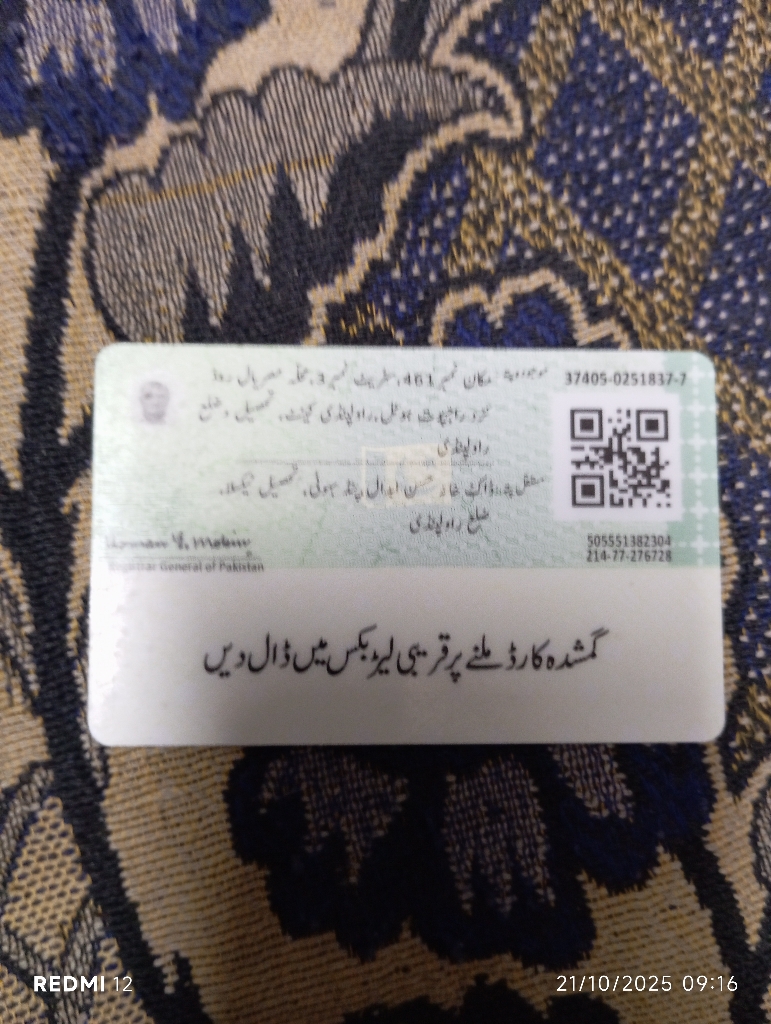 37405-0251837-7
موجودہ پتہ: مکان نمبر 461، سٹریٹ نمبر 3، محلہ مصریال روڈ
نزد راجپوت ہوٹل، راولپنڈی کینٹ، تحصیل و ضلع
راولپنڈی
مستقل پتہ: ڈاکخانہ حسن ابدال پنڈ مہوٹی، تحصیل ٹیکسلا،
ضلع راولپنڈی
505551382304
214-77-276728
Registrar General of Pakistan
گمشدہ کارڈ ملنے پر قریبی لیٹر بکس میں ڈال دیں
REDMI 12
21/10/2025 09:16